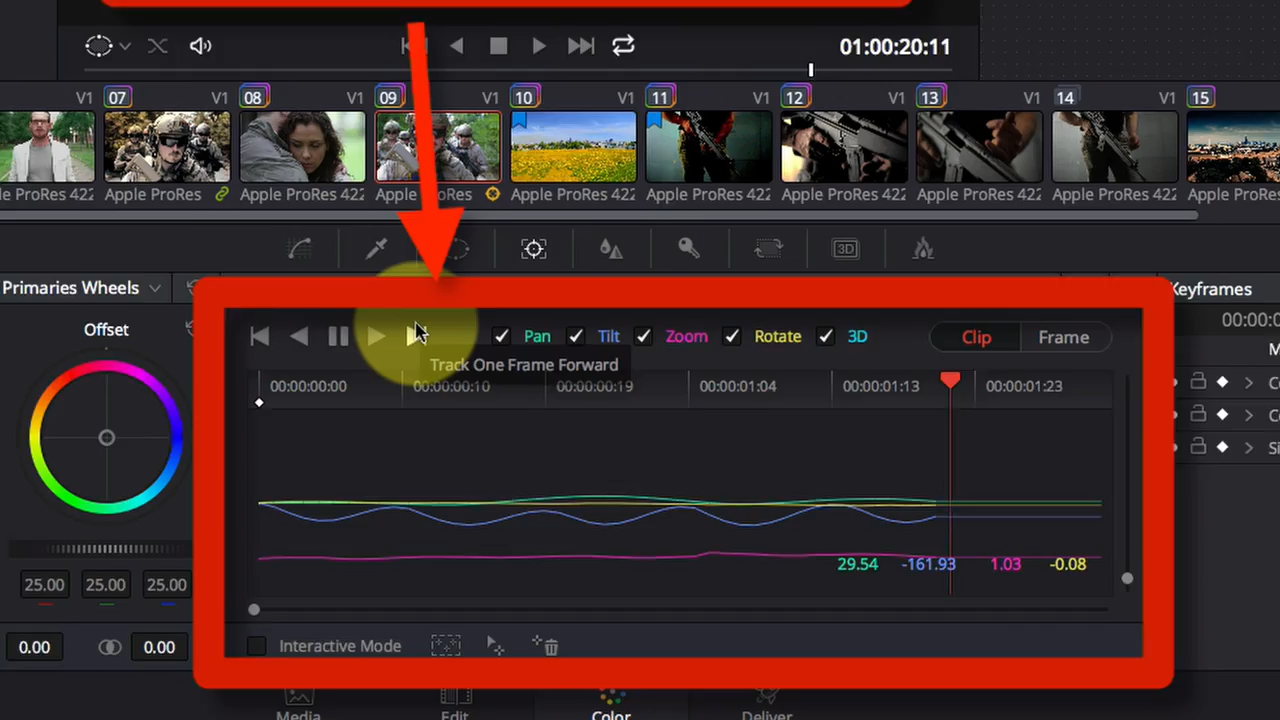 01:00:20:11
V1 07 V1 08 V1 09 V1 10 V1 11 V1 12 V1 13 V1 14 V1 15
le ProRes 422 Apple ProRes Apple ProRes 422 Apple ProRes Apple ProRes 422 Apple ProRes 422 Apple ProRes 422 Apple ProRes 422 Apple ProRes 422 Apple ProRes
3D
Primaries Wheels
Keyframes
Offset
Pan Tilt Zoom Rotate 3D Clip Frame
00:00:0
Track One Frame Forward
00:00:00:00 00:00:00:10 00:00:00:19 00:00:01:04 00:00:01:13 00:00:01:23
29.54 -161.93 1.03 -0.08
25.00 25.00 25.00
0.00 0.00
Interactive Mode
Media Edit Color Deliver